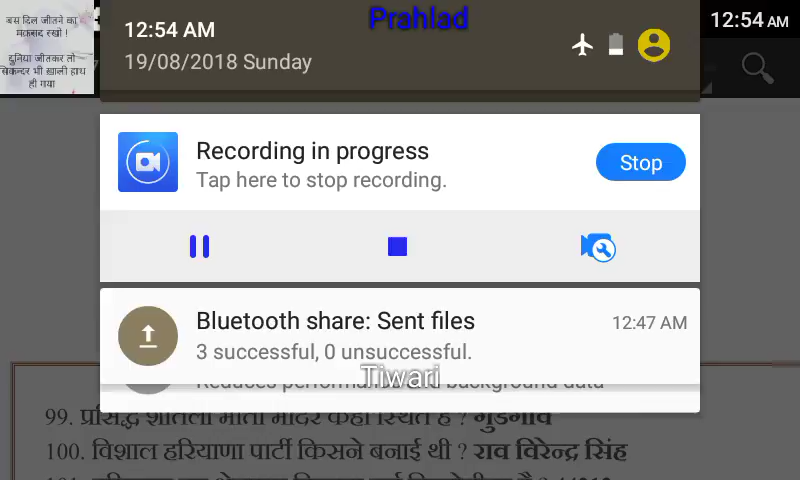 बस दिल जीतने का
मकसद रखो !
दुनिया जीतकर तो
सिकन्दर भी ख़ाली हाथ
ही गया
Prahlad
12:54 AM
19/08/2018 Sunday
12:54 AM
Recording in progress
Tap here to stop recording.
Stop
Bluetooth share: Sent files
12:47 AM
3 successful, 0 unsuccessful.
Tiwari
Reduces performance and background data
99. प्रसिद्ध शीतला माता मंदिर कहाँ स्थित है ? गुडगाँव
100. विशाल हरियाणा पार्टी किसने बनाई थी ? राव विरेन्द्र सिंह